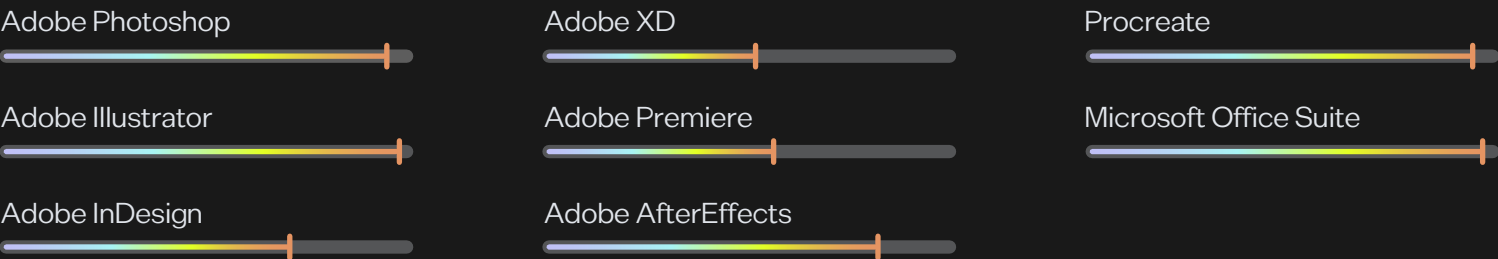 Adobe Photoshop
Adobe Illustrator
Adobe InDesign
Adobe XD
Adobe Premiere
Adobe AfterEffects
Procreate
Microsoft Office Suite